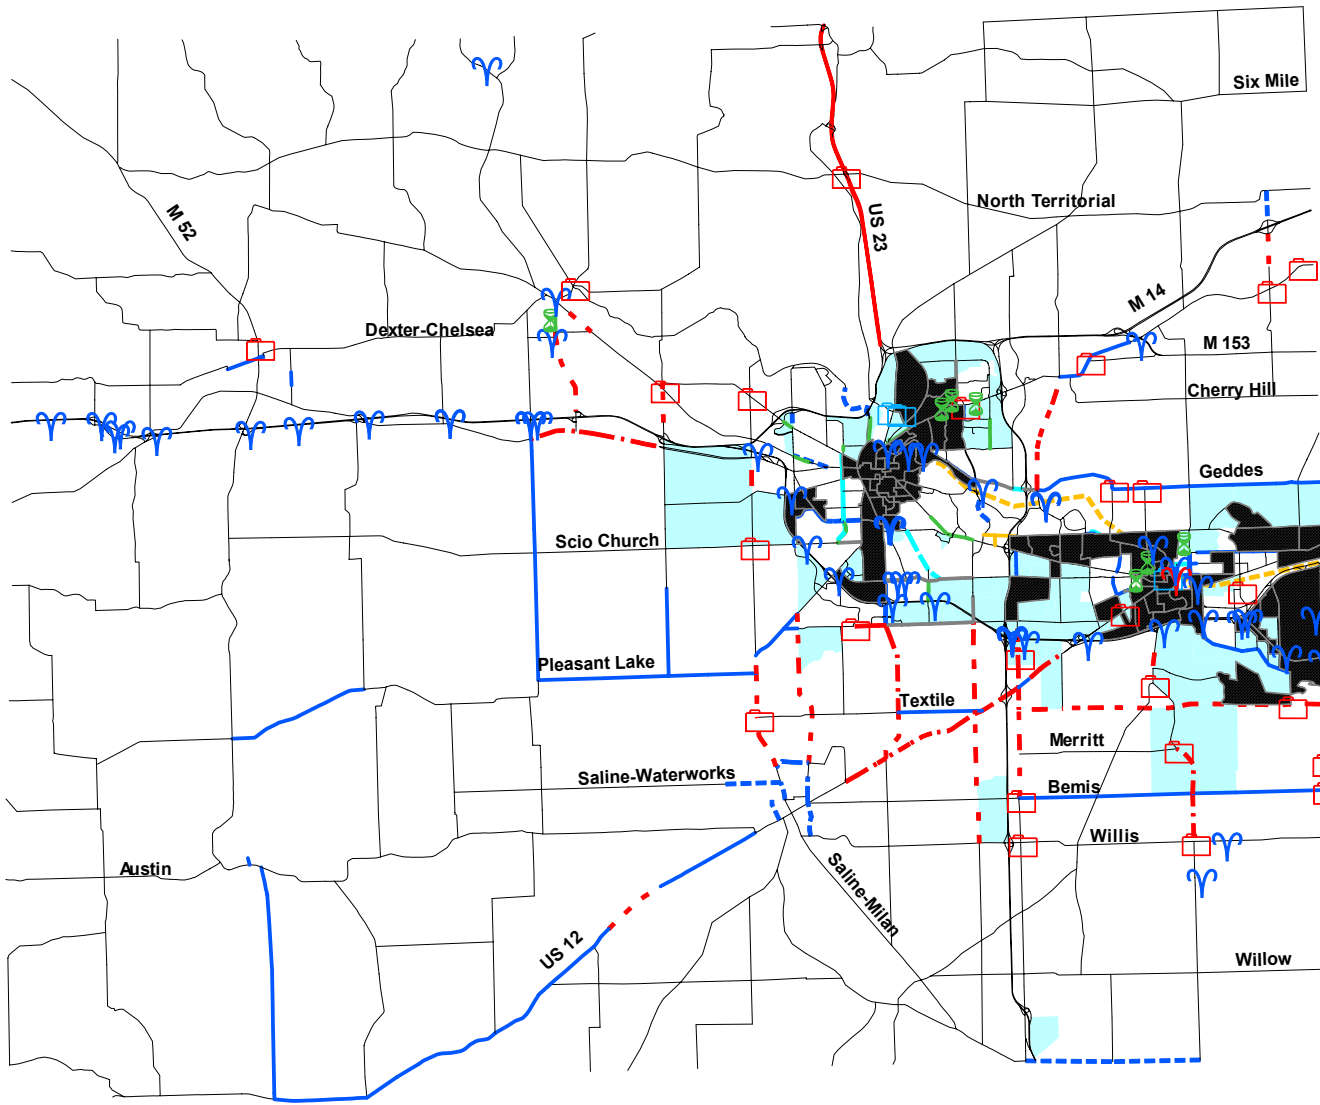 Six Mile
North Territorial
M 52
US 23
M 14
Dexter-Chelsea
M 153
Cherry Hill
Geddes
Scio Church
Pleasant Lake
Textile
Merritt
Saline-Waterworks
Bemis
Willis
Austin
Saline-Milan
US 12
Willow